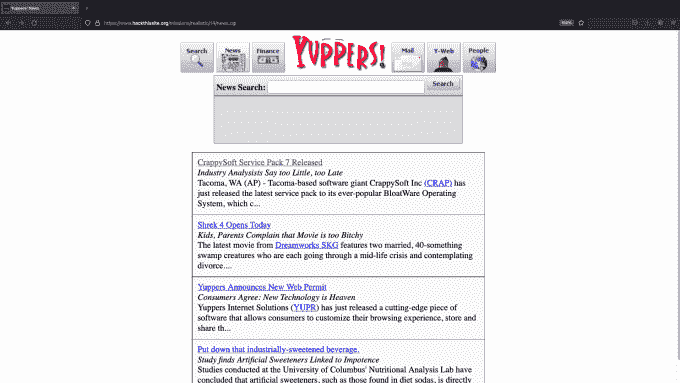 Yuppers! News
https://www.hackthissite.org/missions/realistic/14/news.cgi
Search
News
Finance
YUPPERS!
Mail
Y-Web
People
News Search:
Search
CrappySoft Service Pack 7 Released
Industry Analysists Say too Little, too Late
Tacoma, WA (AP) - Tacoma-based software giant CrappySoft Inc (CRAP) has
just released the latest service pack to its ever-popular BloatWare Operating
System, which c...
Shrek 4 Opens Today
Kids, Parents Complain that Movie is too Bitchy
The latest movie from Dreamworks SKG features two married, 40-something
swamp creatures who are each going through a mid-life crisis and contemplating
divorce....
Yuppers Announces New Web Permit
Consumers Agree: New Technology is Heaven
Yuppers Internet Solutions (YUPR) has just released a cutting-edge piece of
software that allows consumers to customize their browsing experience, store and
share th...
Put down that industrially-sweetened beverage.
Study finds Artificial Sweeteners Linked to Impotence
Studies conducted at the University of Columbus' Nutritional Analysis Lab have
concluded that artificial sweeteners, such as those found in diet sodas, is directly